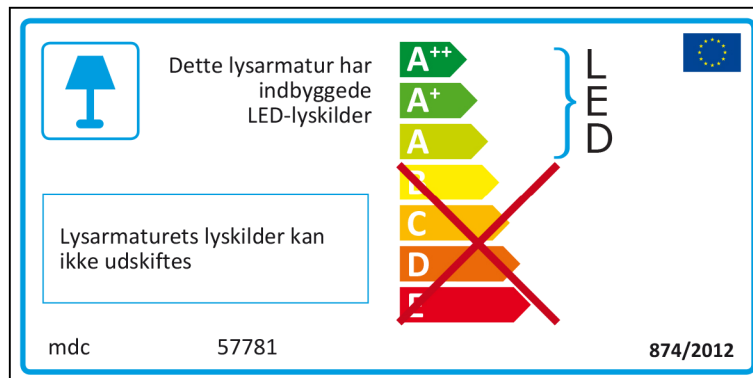 Dette lysarmatur har
indbyggede
LED-lyskilder
A++
A+
A
B
C
D
E
L
E
D
Lysarmaturets lyskilder kan
ikke udskiftes
mdc 57781
874/2012